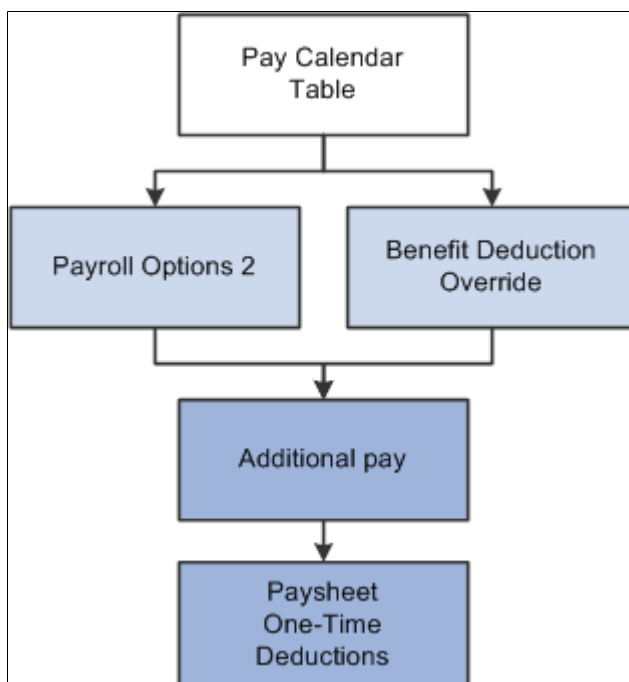 Pay Calendar
Table
Payroll Options 2
Benefit Deduction
Override
Additional pay
Paysheet
One-Time
Deductions